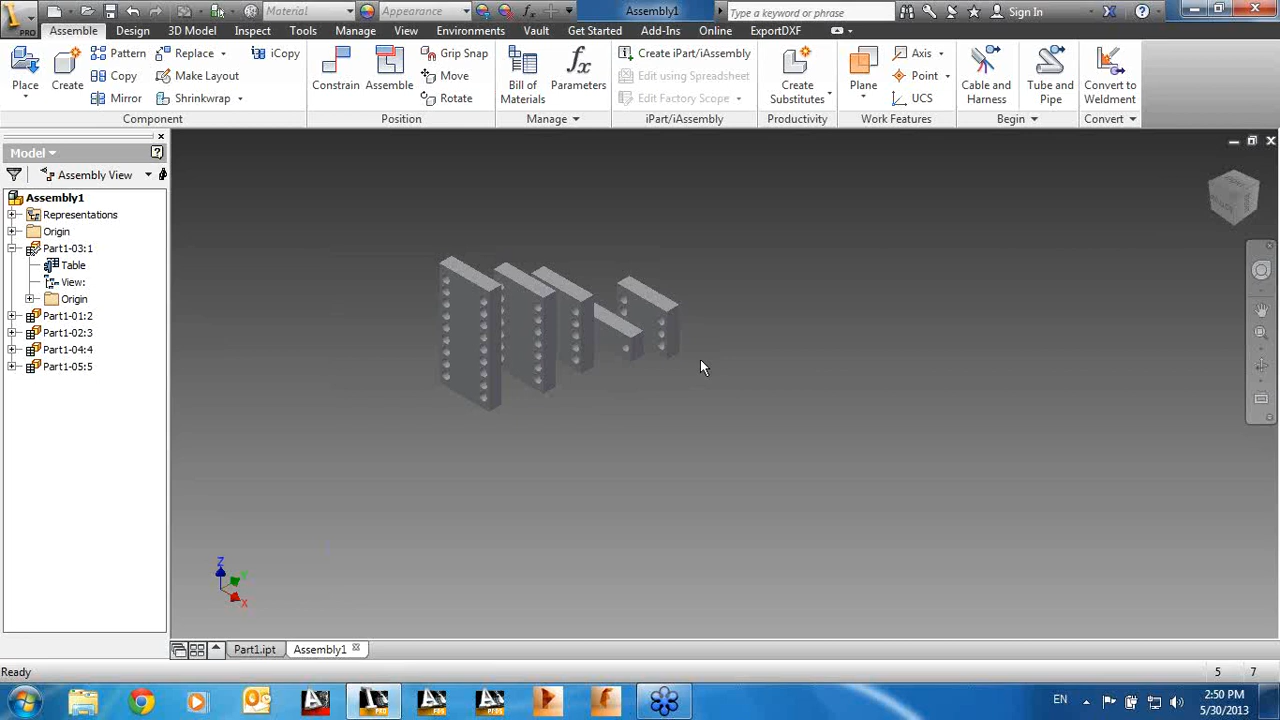 PRO
Material
Appearance
fx
Assembly1
Type a keyword or phrase
Sign In
Assemble Design 3D Model Inspect Tools Manage View Environments Vault Get Started Add-Ins Online ExportDXF
Place
Create
Pattern
Copy
Mirror
Replace
Make Layout
Shrinkwrap
iCopy
Component
Constrain
Assemble
Grip Snap
Move
Rotate
Position
Bill of
Materials
fx
Parameters
Manage
Create iPart/iAssembly
Edit using Spreadsheet
Edit Factory Scope
iPart/iAssembly
Create
Substitutes
Productivity
Plane
Axis
Point
UCS
Work Features
Cable and
Harness
Tube and
Pipe
Begin
Convert to
Weldment
Convert
Model
Assembly View
Assembly1
Representations
Origin
Part1-03:1
Table
View:
Origin
Part1-01:2
Part1-02:3
Part1-04:4
Part1-05:5
Z
X
Part1.ipt
Assembly1
Ready
5 7
EN
2:50 PM
5/30/2013